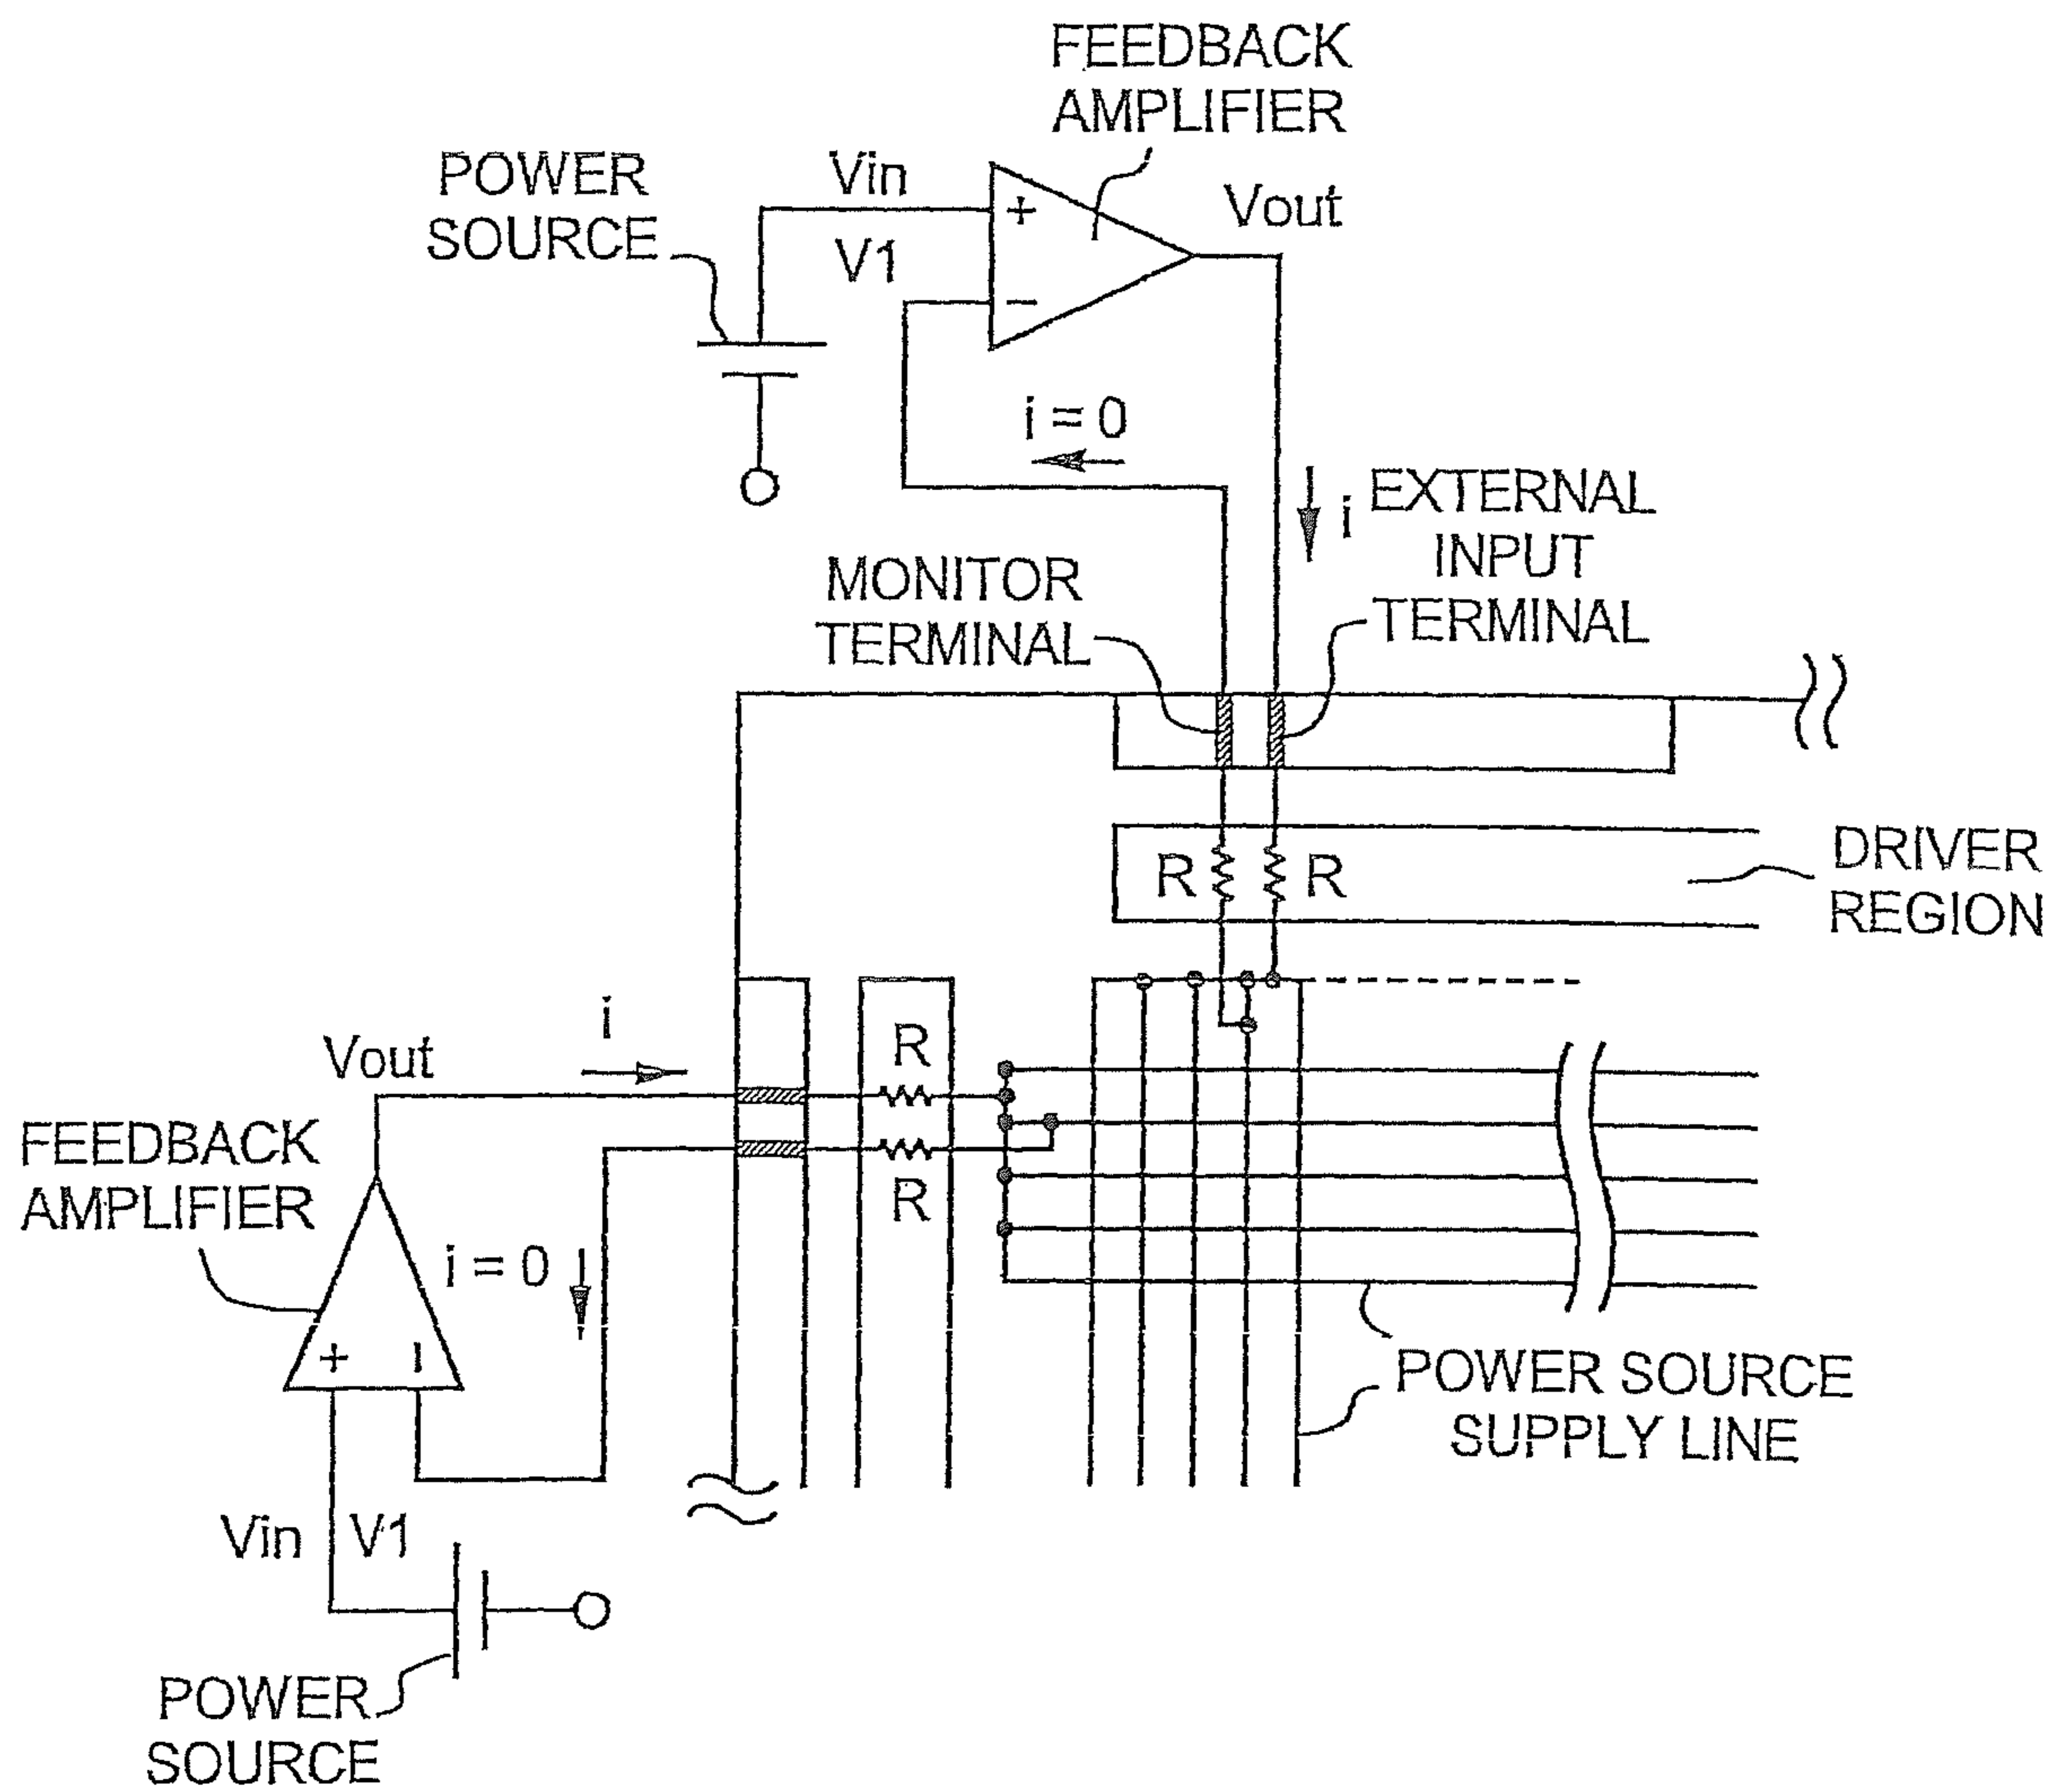 FEEDBACK
AMPLIFIER
POWER
SOURCE
Vin
V1
+
−
Vout
i = 0
i
EXTERNAL
INPUT
TERMINAL
MONITOR
TERMINAL
R
R
DRIVER
REGION
i
Vout
R
R
FEEDBACK
AMPLIFIER
i = 0
+
−
Vin
V1
POWER SOURCE
SUPPLY LINE
POWER
SOURCE